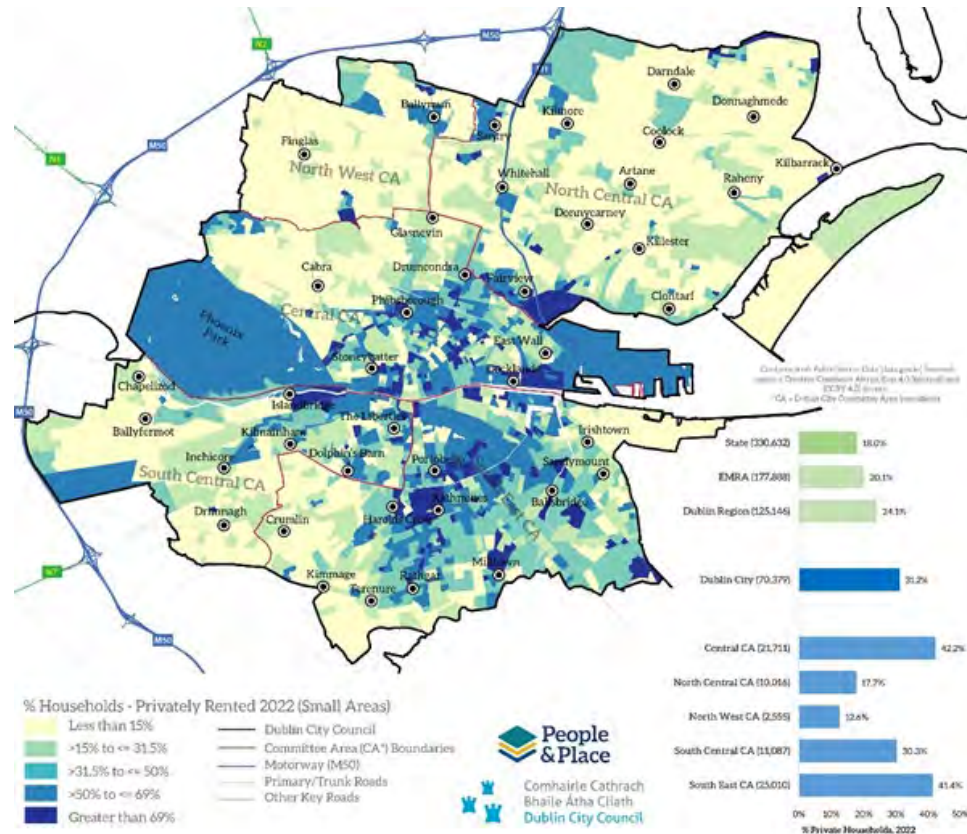 N2
M50
M1
Darndale
Ballymun
Kilmore
Donnaghmede
Santry
Coolock
Finglas
Kilbarrack
M50
North West CA
Whitehall
Artane
Raheny
North Central CA
Donnycarney
Glasnevin
Killester
Cabra
Drumcondra
Fairview
Clontarf
Central CA
Phibsborough
Phoenix
Park
East Wall
Stoneybatter
Docklands
Chapelizod
M50
Islandbridge
The Liberties
Ballyfermot
Kilmainham
Irishtown
Inchicore
Dolphin's Barn
Portobello
Sandymount
South Central CA
Ballsbridge
Rathmines
Drimnagh
Crumlin
Harold's Cross
East CA
N7
Milltown
Kimmage
Rathgar
Terenure
M50
State (330,632)
18.0%
EMRA (177,888)
20.1%
Dublin Region (125,146)
24.1%
Dublin City (70,379)
31.2%
Central CA (21,711)
42.2%
North Central CA (10,016)
17.7%
North West CA (2,555)
12.6%
South Central CA (11,087)
30.3%
South East CA (25,010)
41.4%
0% 10% 20% 30% 40% 50%
% Private Households, 2022
% Households - Privately Rented 2022 (Small Areas)
Less than 15%
>15% to <= 31.5%
>31.5% to <= 50%
>50% to <= 69%
Greater than 69%
Dublin City Council
Committee Area (CA*) Boundaries
Motorway (M50)
Primary/Trunk Roads
Other Key Roads
People
& Place
Comhairle Cathrach
Bhaile Átha Cliath
Dublin City Council